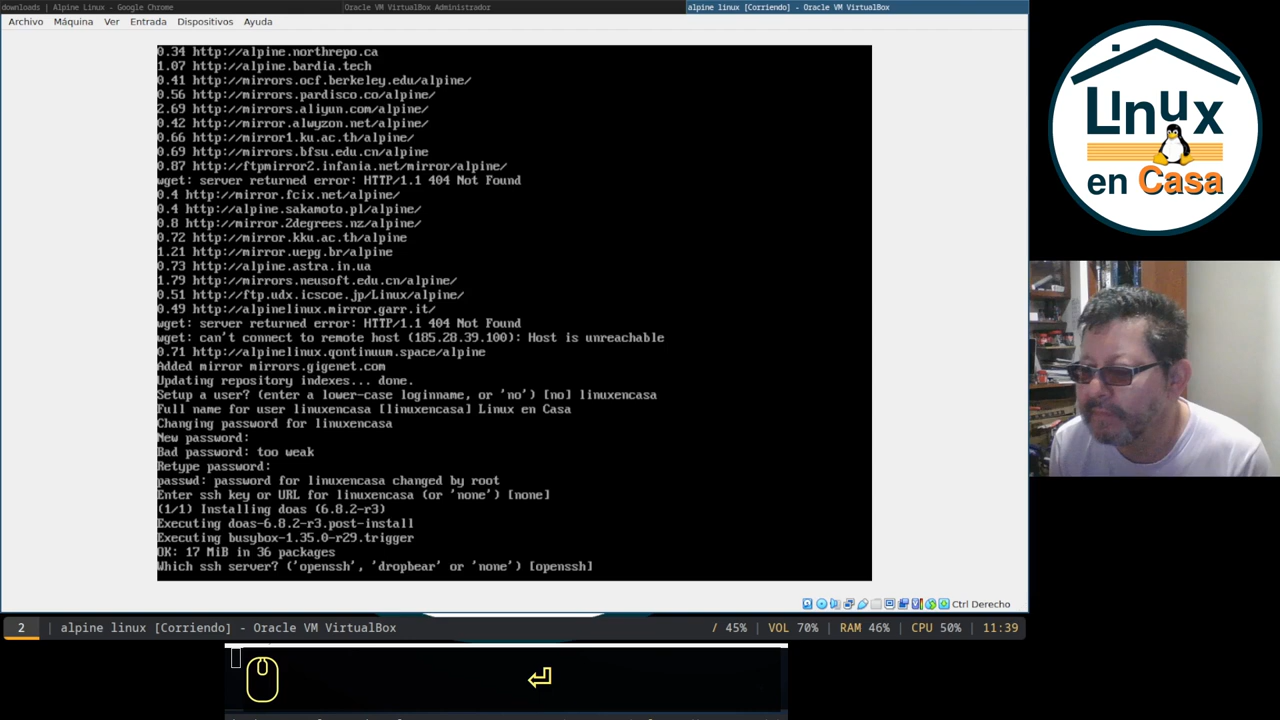 downloads | Alpine Linux - Google Chrome
Oracle VM VirtualBox Administrador
alpine linux [Corriendo] - Oracle VM VirtualBox
Archivo Máquina Ver Entrada Dispositivos Ayuda
0.34 http://alpine.northrepo.ca
1.07 http://alpine.bardia.tech
0.41 http://mirrors.ocf.berkeley.edu/alpine/
0.56 http://mirrors.pardisco.co/alpine/
2.69 http://mirrors.aliyun.com/alpine/
0.42 http://mirror.alwyzon.net/alpine/
0.66 http://mirror1.ku.ac.th/alpine/
0.69 http://mirrors.bfsu.edu.cn/alpine
0.87 http://ftpmirror2.infania.net/mirror/alpine/
wget: server returned error: HTTP/1.1 404 Not Found
0.4 http://mirror.fcix.net/alpine/
0.4 http://alpine.sakamoto.pl/alpine/
0.8 http://mirror.2degrees.nz/alpine/
0.72 http://mirror.kku.ac.th/alpine
1.21 http://mirror.uepg.br/alpine
0.73 http://alpine.astra.in.ua
1.79 http://mirrors.neusoft.edu.cn/alpine/
0.51 http://ftp.udx.icscoe.jp/Linux/alpine/
0.49 http://alpinelinux.mirror.garr.it/
wget: server returned error: HTTP/1.1 404 Not Found
wget: can't connect to remote host (185.28.39.100): Host is unreachable
0.71 http://alpinelinux.qontinuum.space/alpine
Added mirror mirrors.gigenet.com
Updating repository indexes... done.
Setup a user? (enter a lower-case loginname, or 'no') [no] linuxencasa
Full name for user linuxencasa [linuxencasa] Linux en Casa
Changing password for linuxencasa
New password:
Bad password: too weak
Retype password:
passwd: password for linuxencasa changed by root
Enter ssh key or URL for linuxencasa (or 'none') [none]
(1/1) Installing doas (6.8.2-r3)
Executing doas-6.8.2-r3.post-install
Executing busybox-1.35.0-r29.trigger
OK: 17 MiB in 36 packages
Which ssh server? ('openssh', 'dropbear' or 'none') [openssh]
Ctrl Derecho
2 | alpine linux [Corriendo] - Oracle VM VirtualBox
/ 45% | VOL 70% | RAM 46% | CPU 50% | 11:39
Linux
en Casa